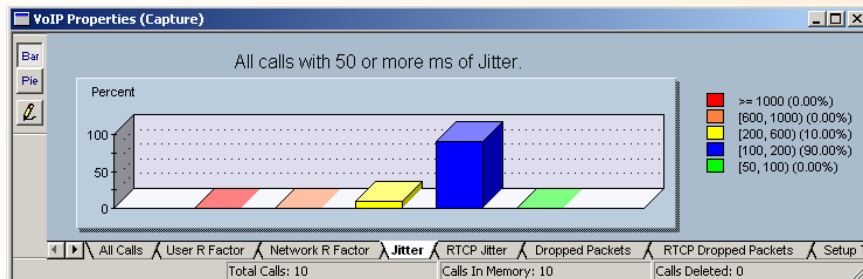 VoIP Properties (Capture)
Bar
Pie
All calls with 50 or more ms of Jitter.
Percent
100
50
0
>= 1000 (0.00%)
[600, 1000) (0.00%)
[200, 600) (10.00%)
[100, 200) (90.00%)
[50, 100) (0.00%)
All Calls
User R Factor
Network R Factor
Jitter
RTCP Jitter
Dropped Packets
RTCP Dropped Packets
Setup T
Total Calls: 10
Calls In Memory: 10
Calls Deleted: 0